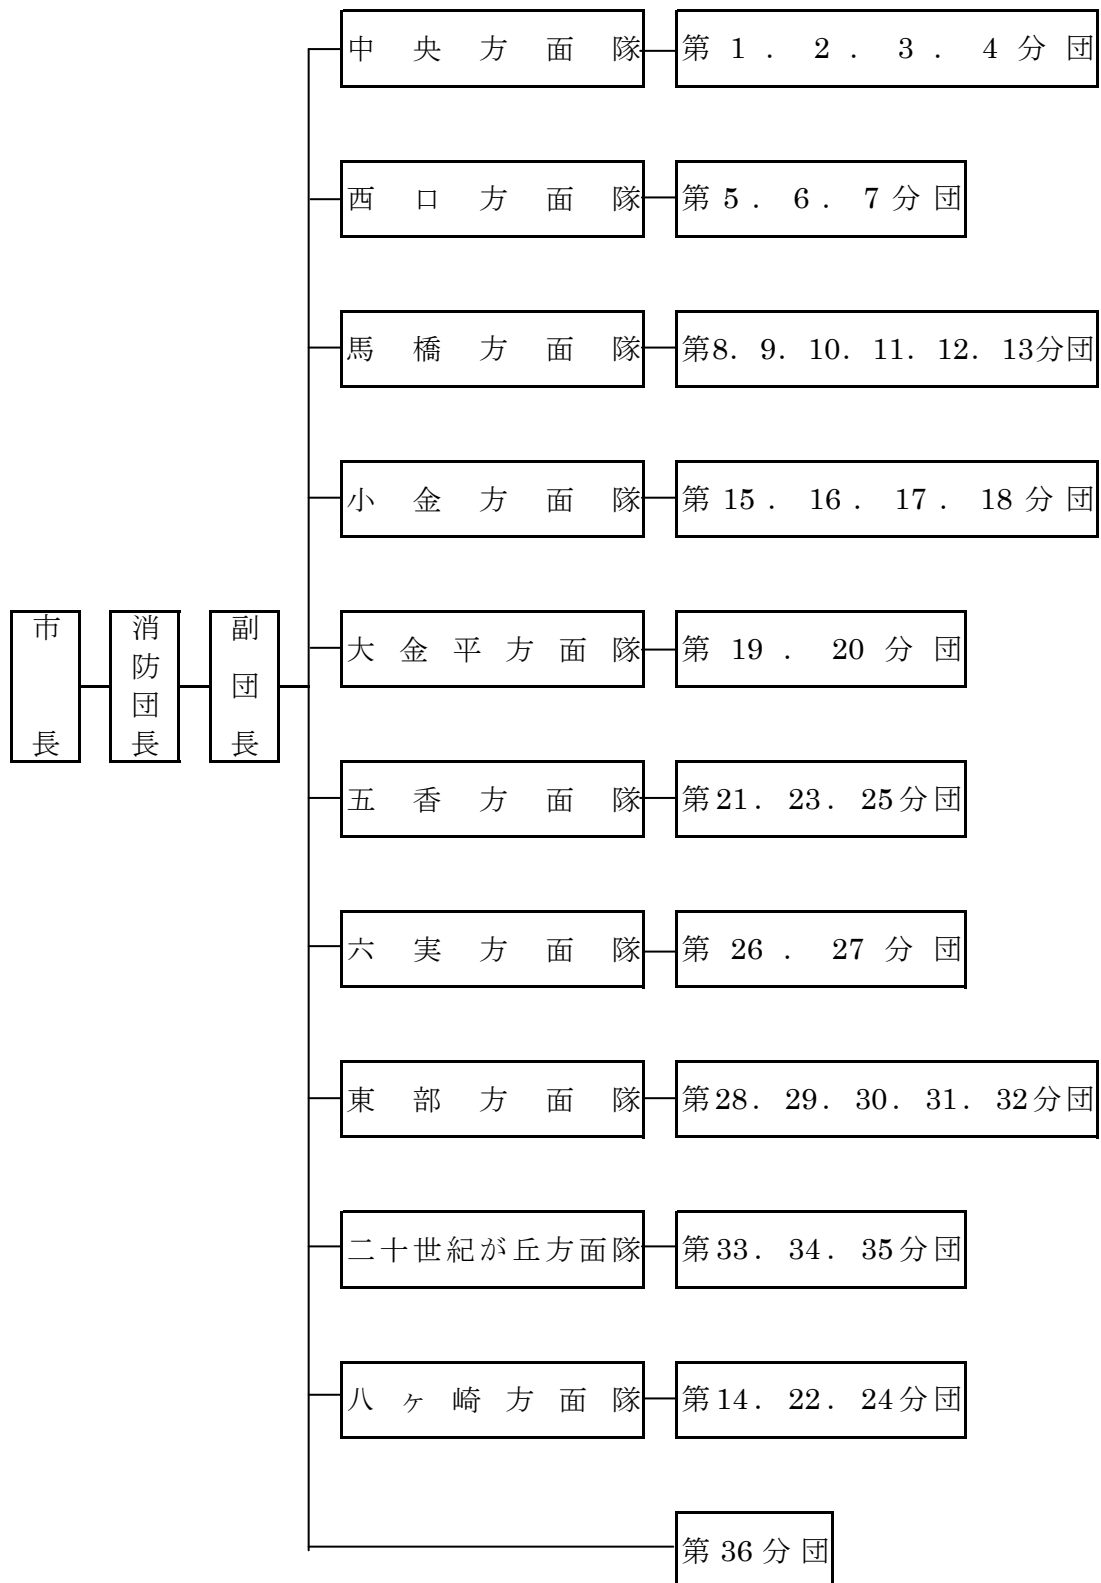 中央方面隊 第1．2．3．4分団
西口方面隊 第5．6．7分団
馬橋方面隊 第8．9．10．11．12．13分団
小金方面隊 第15．16．17．18分団
市長 消防団長 副団長 大金平方面隊 第19．20分団
五香方面隊 第21．23．25分団
六実方面隊 第26．27分団
東部方面隊 第28．29．30．31．32分団
二十世紀が丘方面隊 第33．34．35分団
八ヶ崎方面隊 第14．22．24分団
第36分団